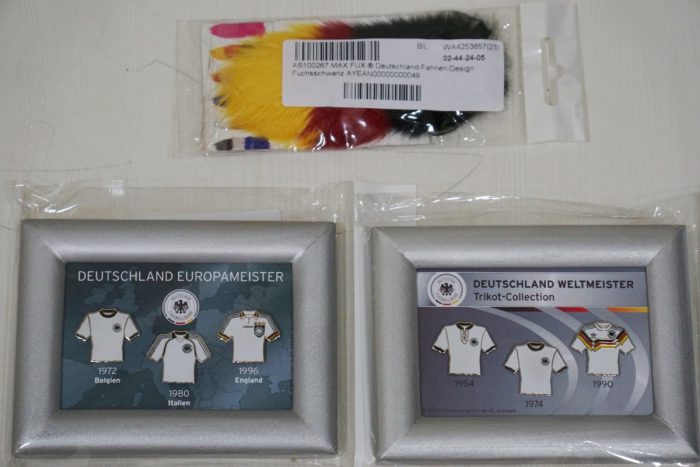 BIL WA4253657(23)
02-44-24-05
AS100267 MAX FUX ® Deutschland-Fahnen-Design
Fuchsschwanz AYEAN00000000049
DEUTSCHLAND EUROPAMEISTER
1972
Belgien
1980
Italien
1996
England
DEUTSCHLAND WELTMEISTER
Trikot-Collection
1954
1974
1990